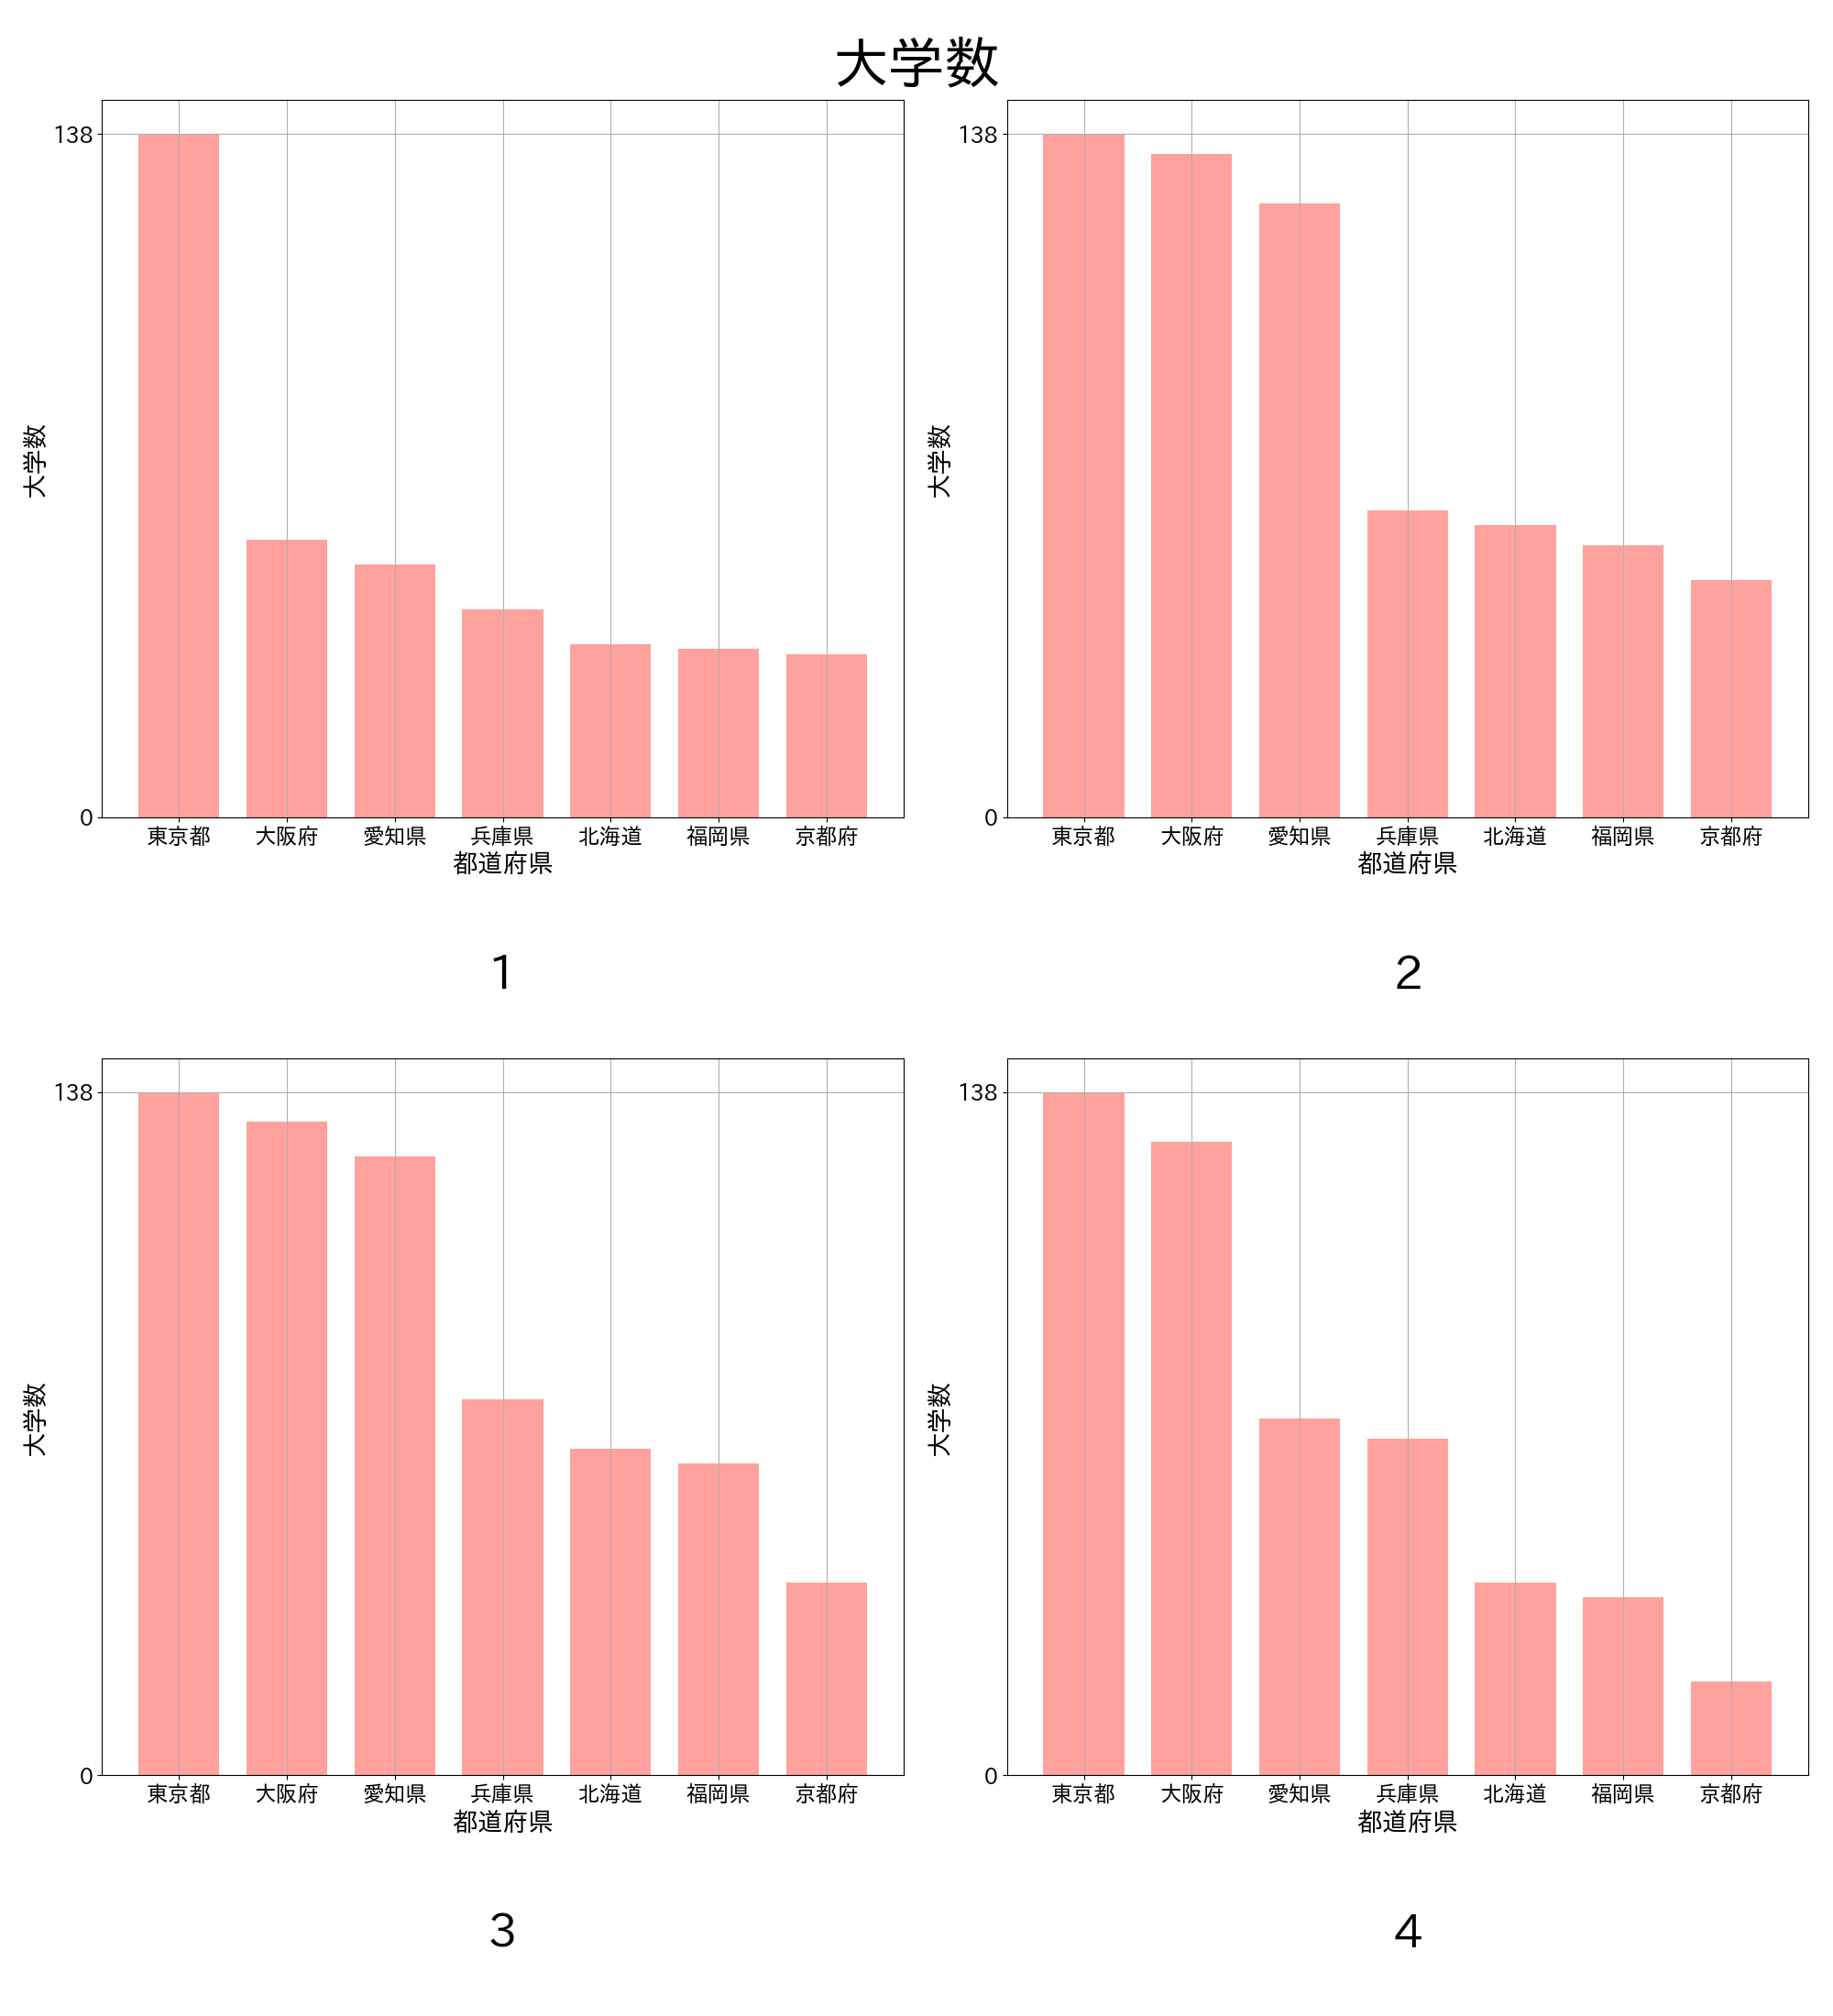 大学数
138
0
大学数
東京都 大阪府 愛知県 兵庫県 北海道 福岡県 京都府
都道府県
1
138
0
大学数
東京都 大阪府 愛知県 兵庫県 北海道 福岡県 京都府
都道府県
2
138
0
大学数
東京都 大阪府 愛知県 兵庫県 北海道 福岡県 京都府
都道府県
3
138
0
大学数
東京都 大阪府 愛知県 兵庫県 北海道 福岡県 京都府
都道府県
4